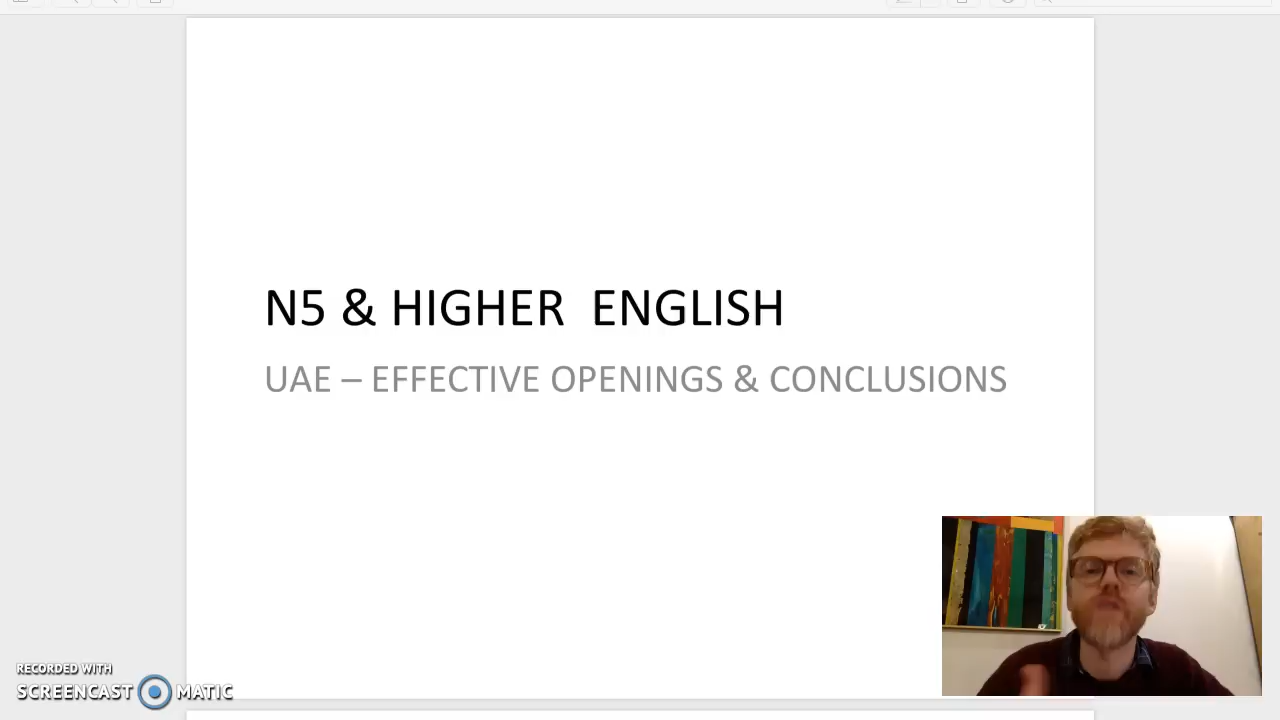 N5 & HIGHER ENGLISH
UAE – EFFECTIVE OPENINGS & CONCLUSIONS
RECORDED WITH
SCREENCAST MATIC